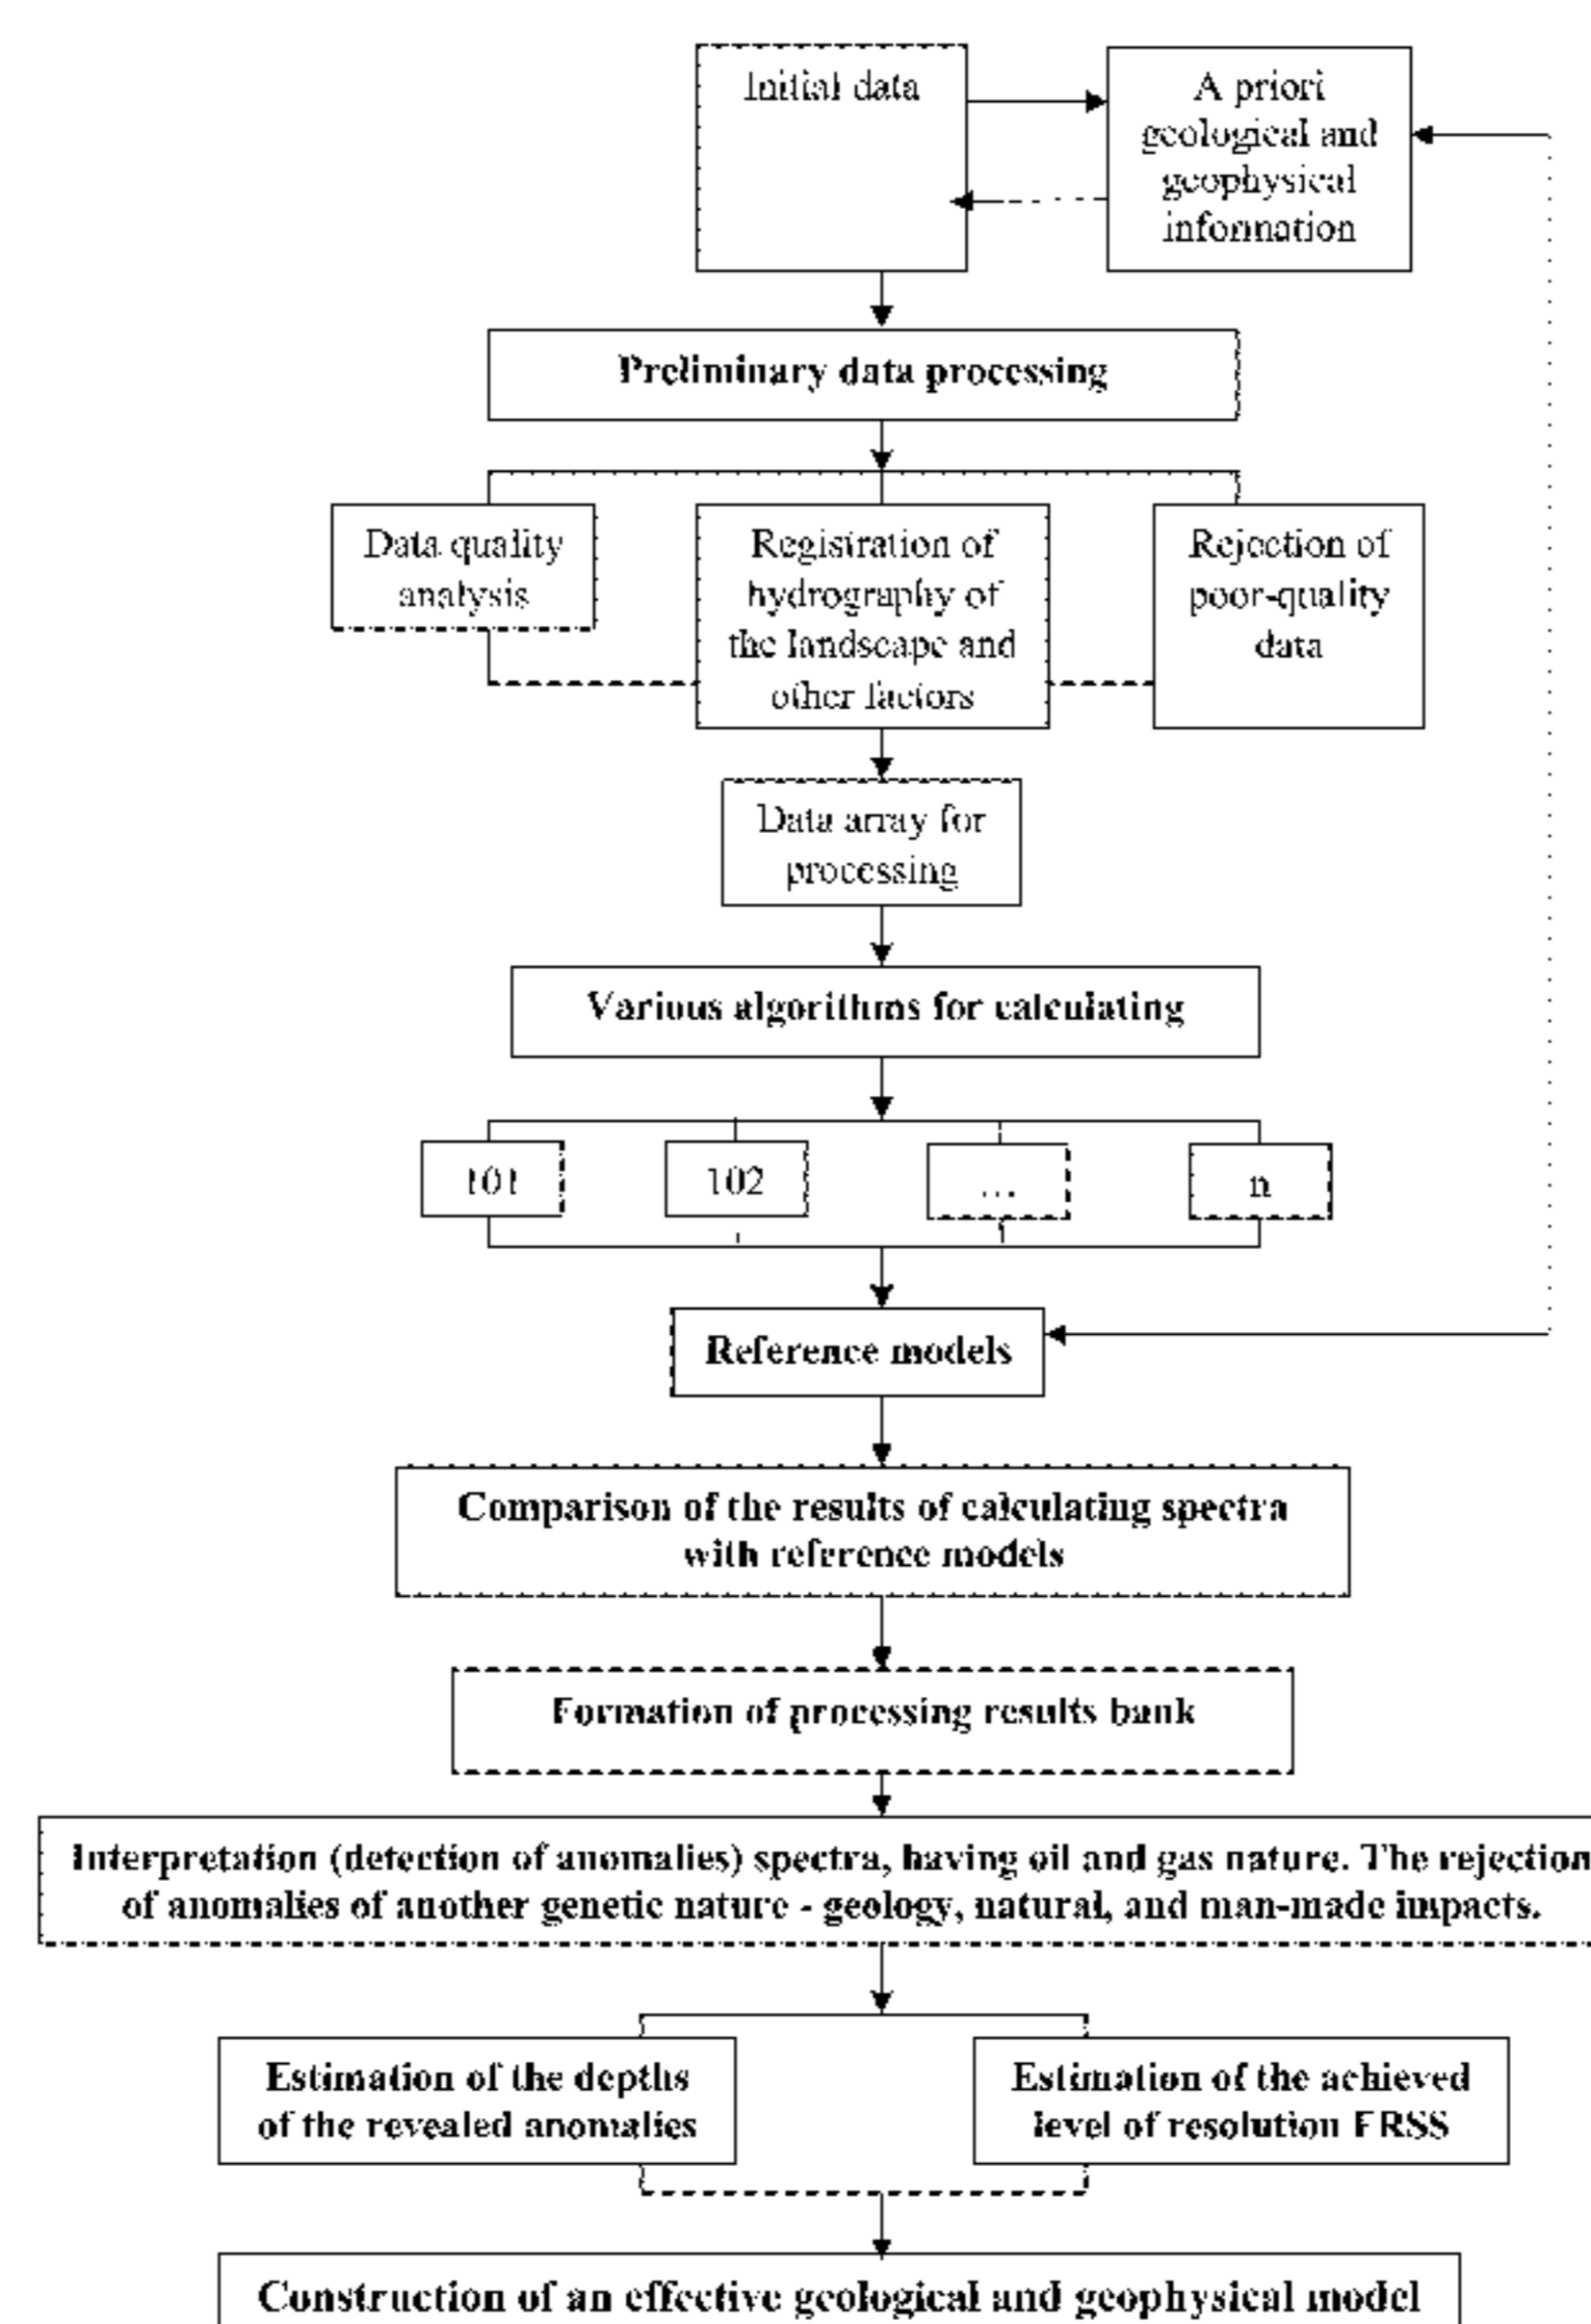 Initial data
A priori
geological and
geophysical
information
Preliminary data processing
Data quality
analysis
Registration of
hydrography of
the landscape and
other factors
Rejection of
poor-quality
data
Data array for
processing
Various algorithms for calculating
101
102
...
n
Reference models
Comparison of the results of calculating spectra
with reference models
Formation of processing results bank
Interpretation (detection of anomalies) spectra, having oil and gas nature. The rejection
of anomalies of another genetic nature - geology, natural, and man-made impacts.
Estimation of the depths
of the revealed anomalies
Estimation of the achieved
level of resolution FRSS
Construction of an effective geological and geophysical model